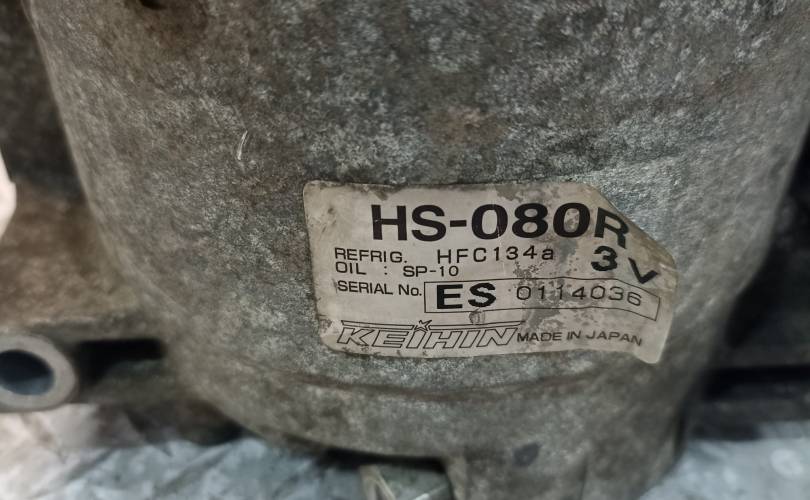 HS-080R
REFRIG. HFC134a 3V
OIL : SP-10
SERIAL No. ES 0114036
KEIHIN MADE IN JAPAN